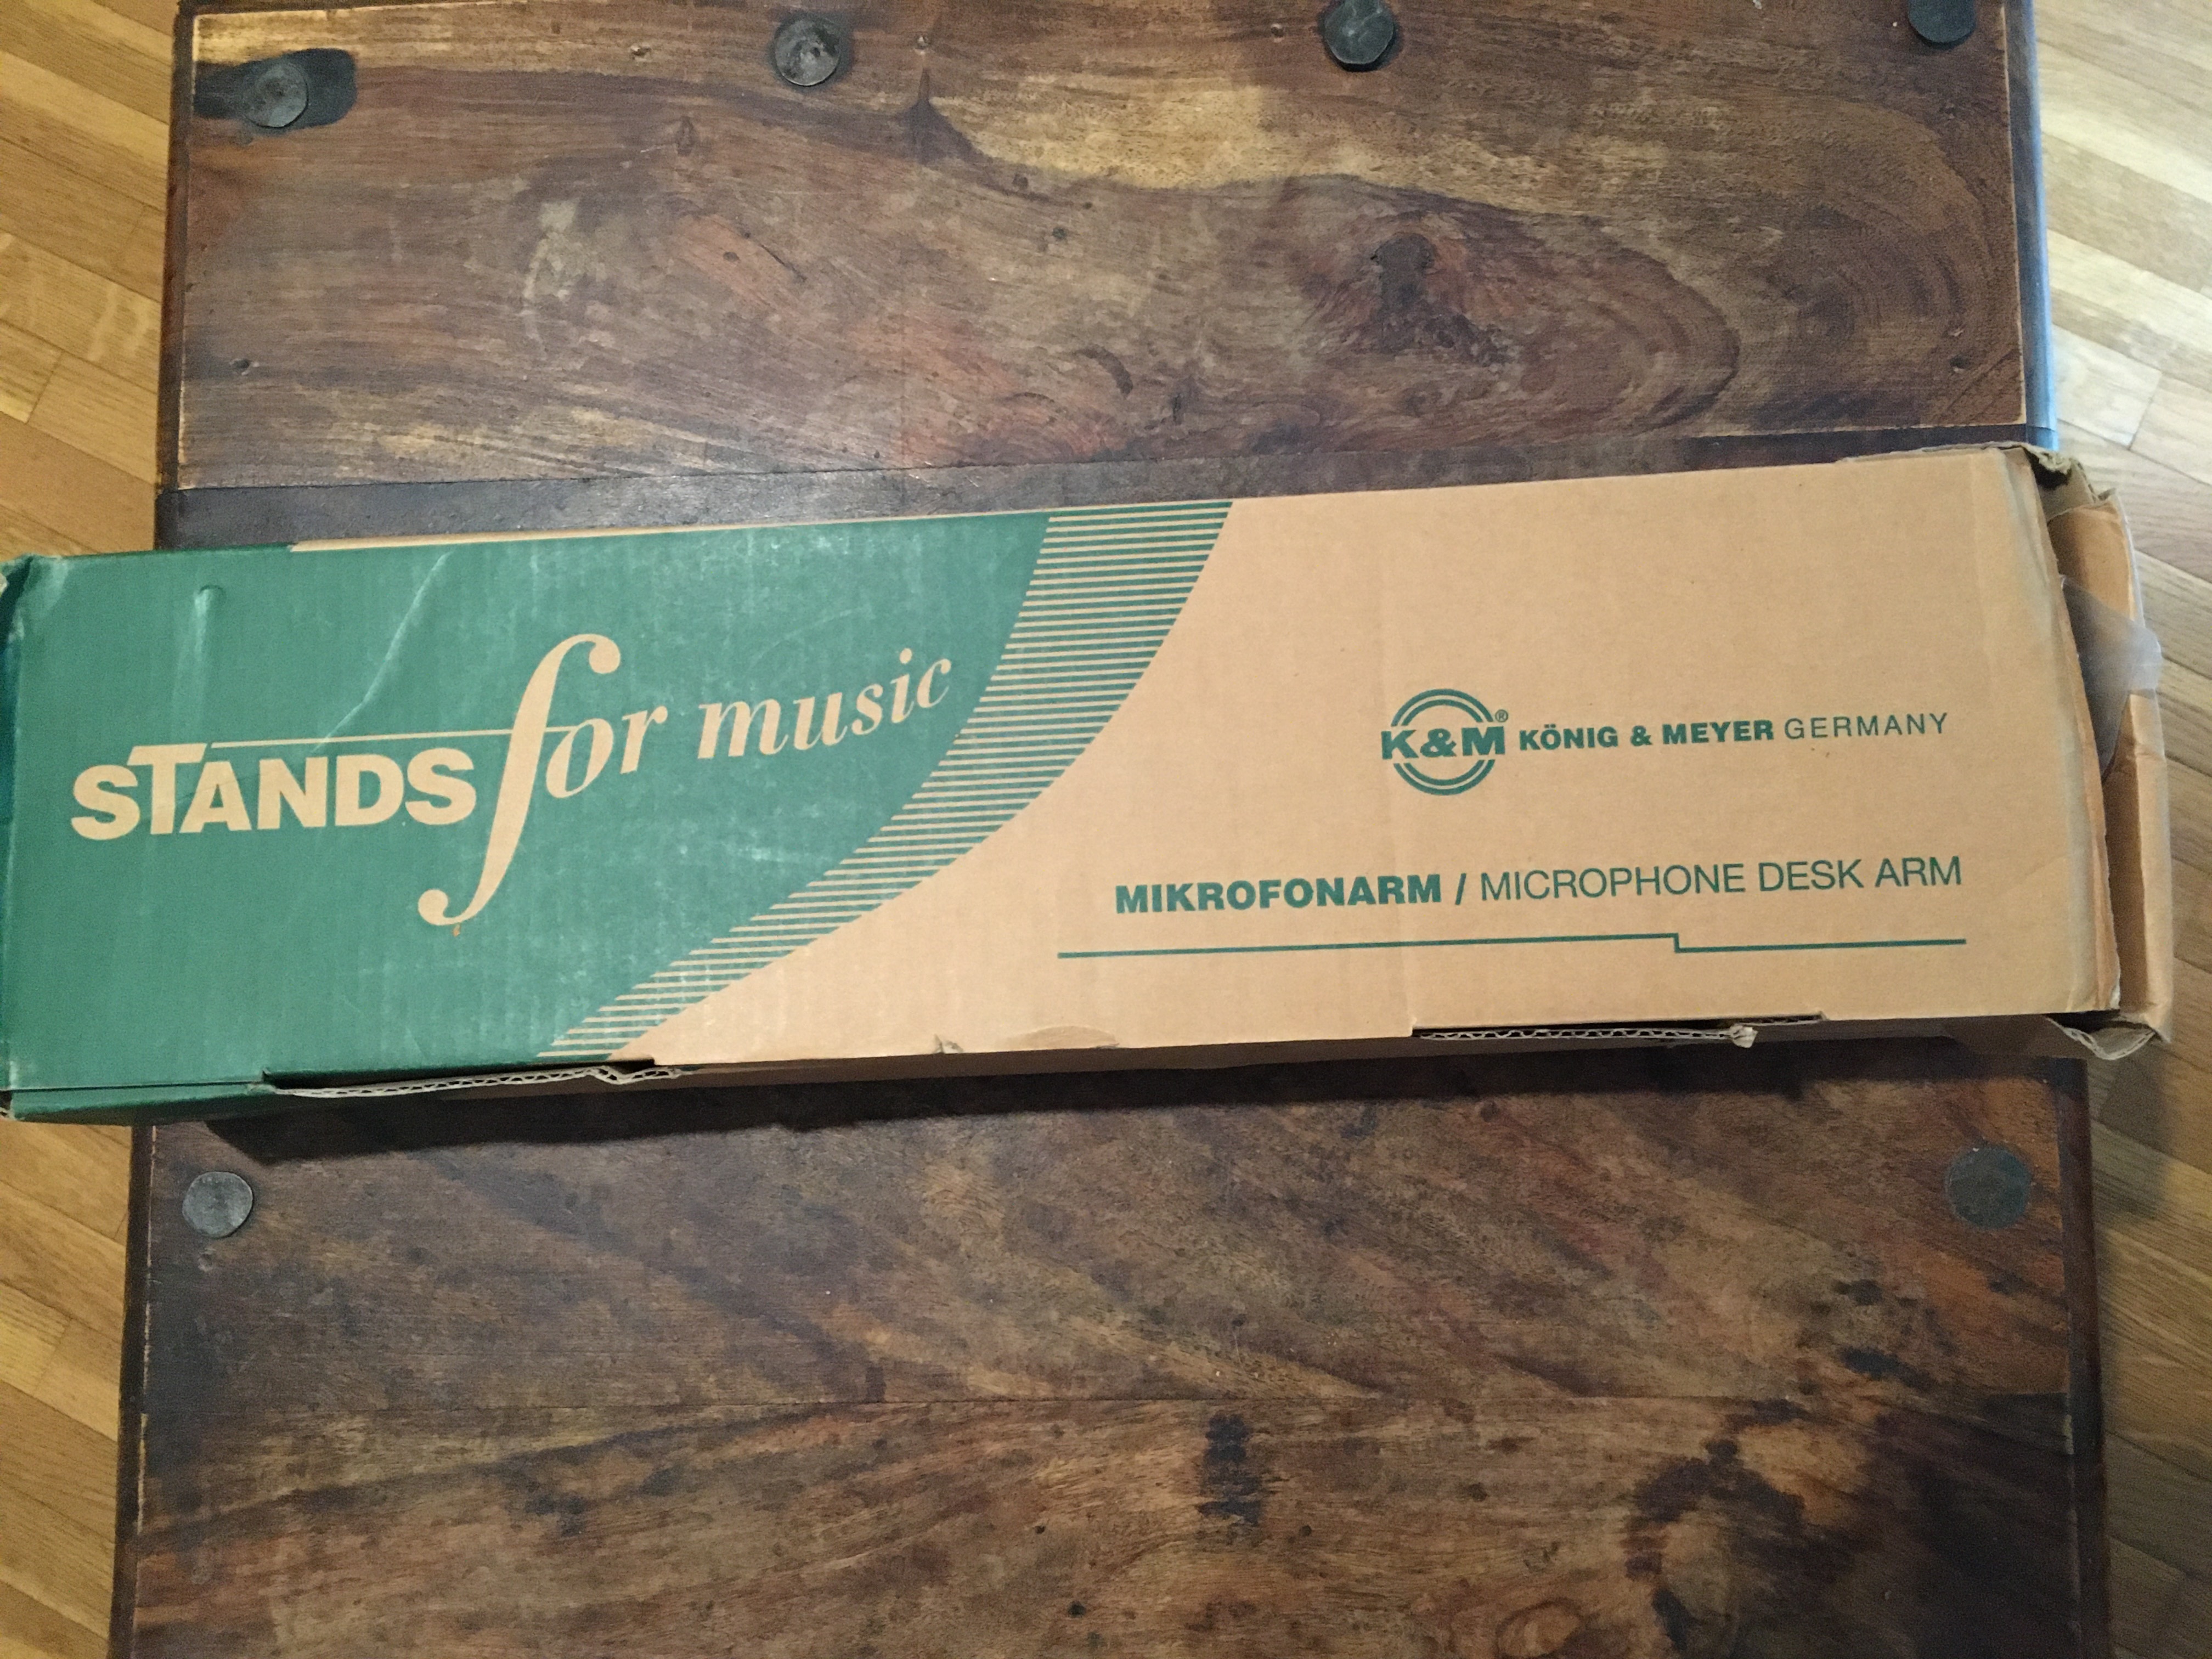 STANDS for music
K&M® KÖNIG & MEYER GERMANY
MIKROFONARM / MICROPHONE DESK ARM